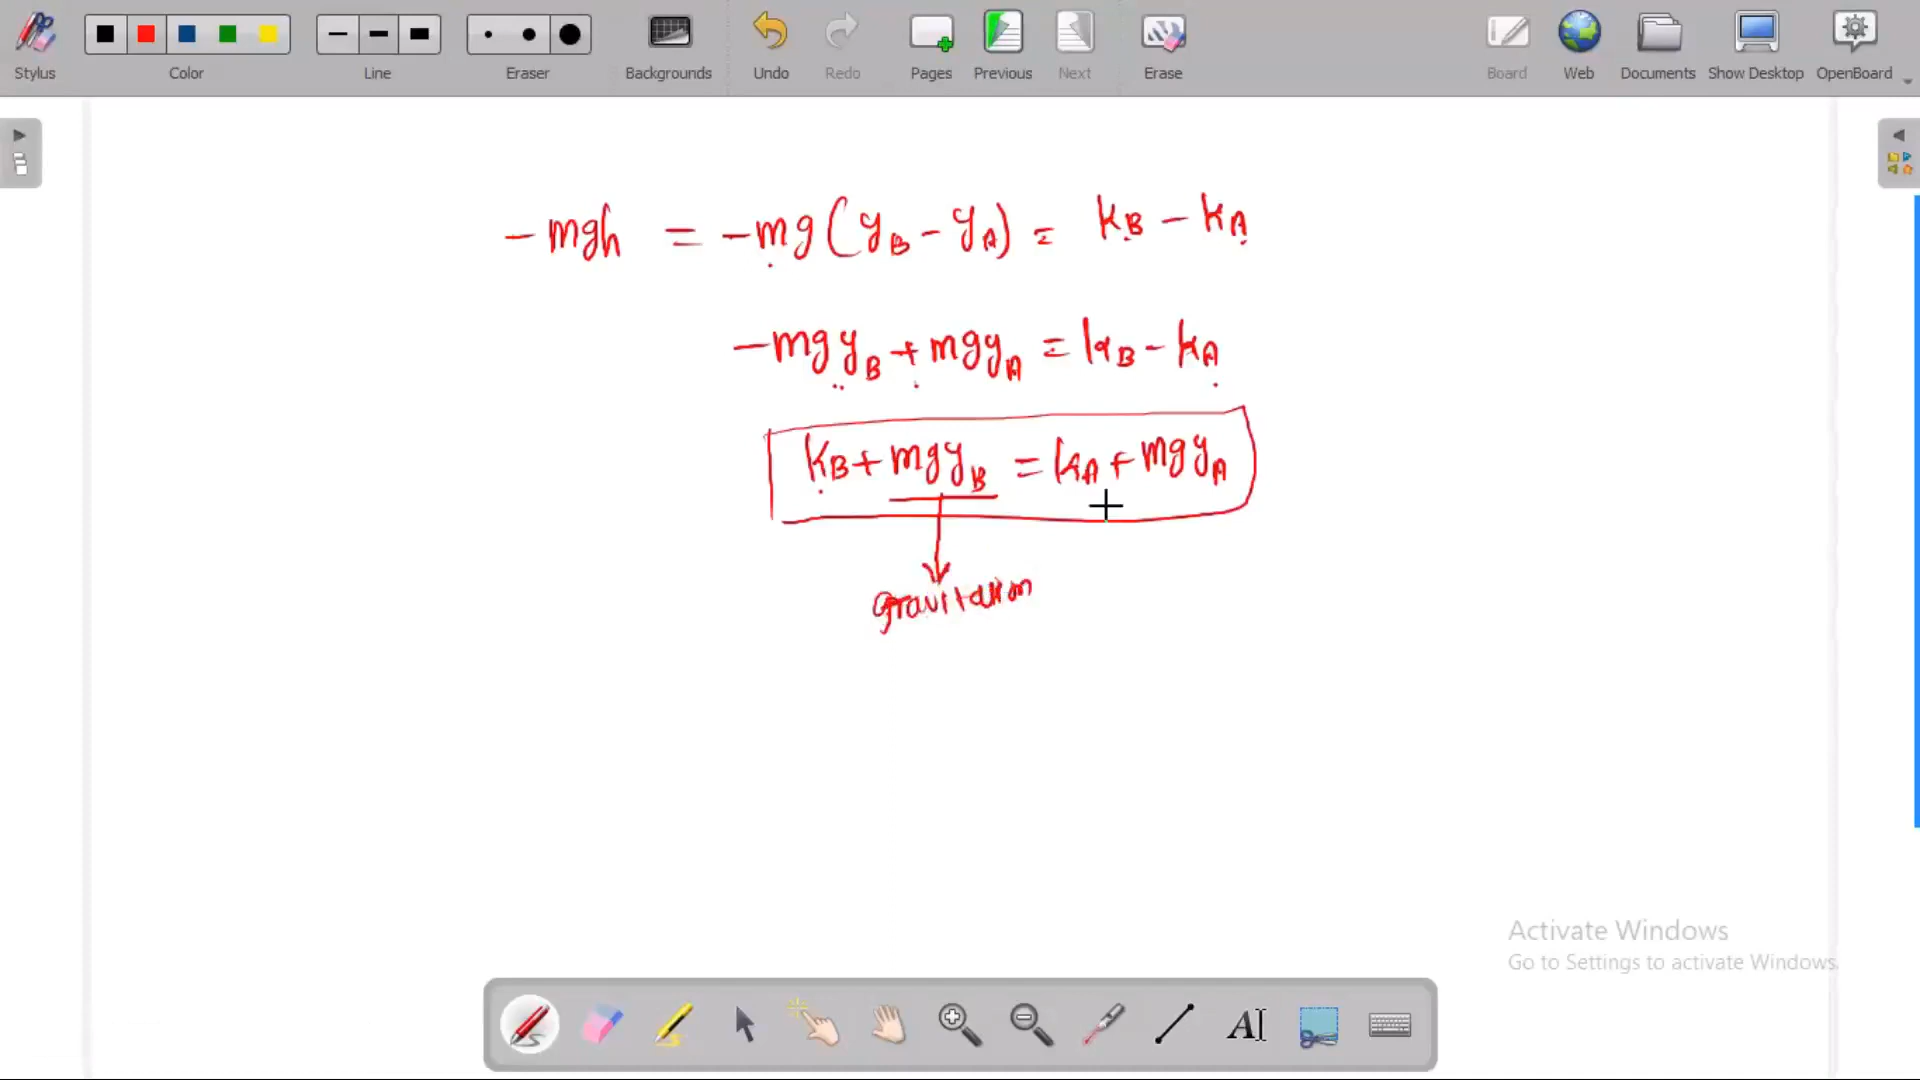 Stylus Color Line Eraser Backgrounds Undo Redo Pages Previous Next Erase Board Web Documents Show Desktop OpenBoard
-mgh = -mg(yB - yA) = kB - kA
-mgyB + mgyA = kB - kA
kB + mgyB = kA + mgyA
gravitation
Activate Windows
Go to Settings to activate Windows.
AI